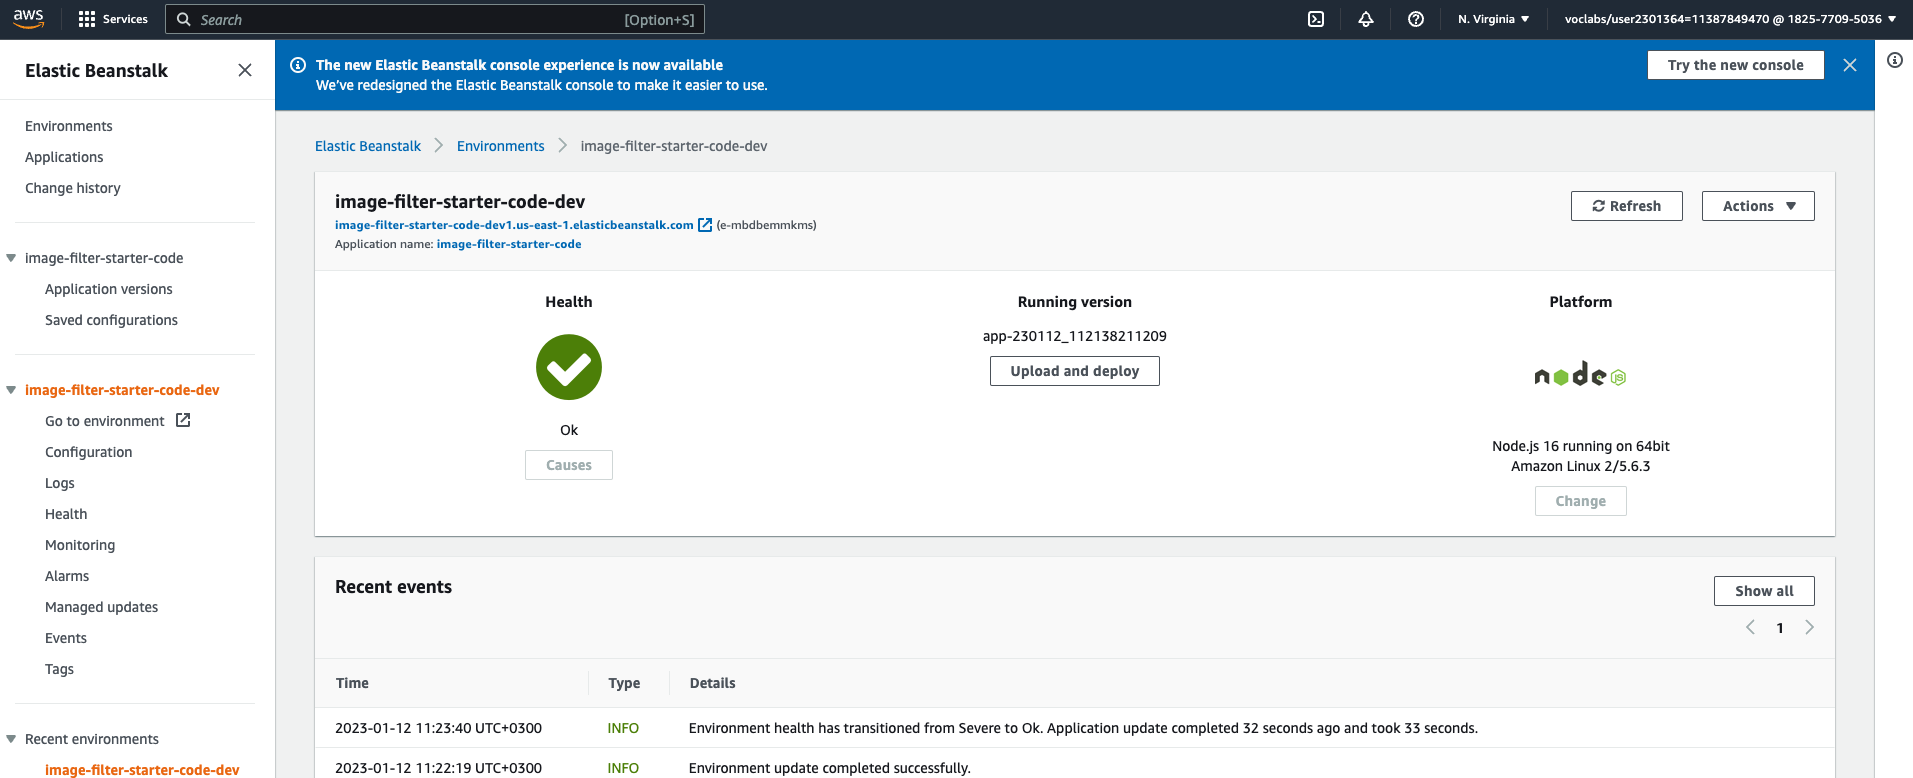 aws
Services
Search
[Option+S]
N. Virginia
voclabs/user2301364=11387849470 @ 1825-7709-5036
Elastic Beanstalk
Environments
Applications
Change history
image-filter-starter-code
Application versions
Saved configurations
image-filter-starter-code-dev
Go to environment
Configuration
Logs
Health
Monitoring
Alarms
Managed updates
Events
Tags
Recent environments
image-filter-starter-code-dev
The new Elastic Beanstalk console experience is now available
We've redesigned the Elastic Beanstalk console to make it easier to use.
Try the new console
Elastic Beanstalk
Environments
image-filter-starter-code-dev
image-filter-starter-code-dev
image-filter-starter-code-dev1.us-east-1.elasticbeanstalk.com (e-mbdbemmkms)
Application name: image-filter-starter-code
Refresh
Actions
Health
Ok
Causes
Running version
app-230112_112138211209
Upload and deploy
Platform
node JS
Node.js 16 running on 64bit
Amazon Linux 2/5.6.3
Change
Recent events
Show all
1
Time Type Details
2023-01-12 11:23:40 UTC+0300 INFO Environment health has transitioned from Severe to Ok. Application update completed 32 seconds ago and took 33 seconds.
2023-01-12 11:22:19 UTC+0300 INFO Environment update completed successfully.